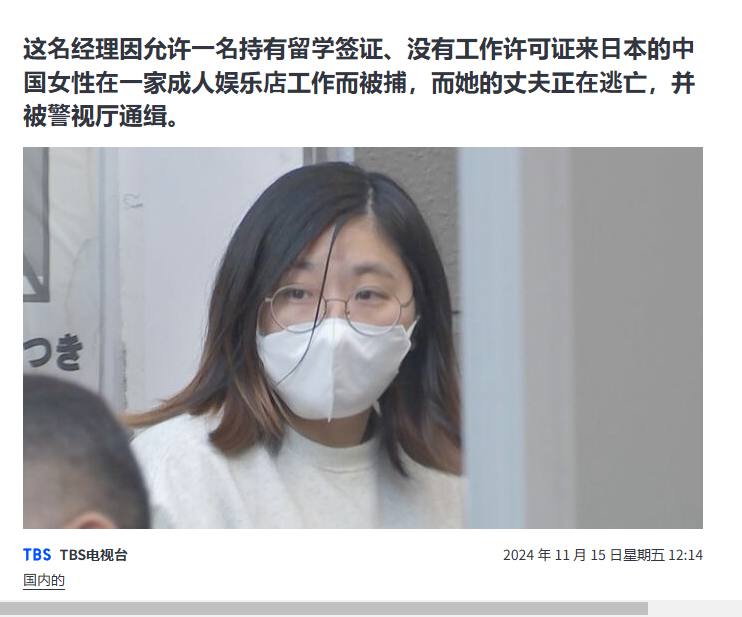 这名经理因允许一名持有留学签证、没有工作许可证来日本的中
国女性在一家成人娱乐店工作而被捕，而她的丈夫正在逃亡，并
被警视厅通缉。
つき
TBS TBS电视台
2024 年 11 月 15 日星期五 12:14
国内的